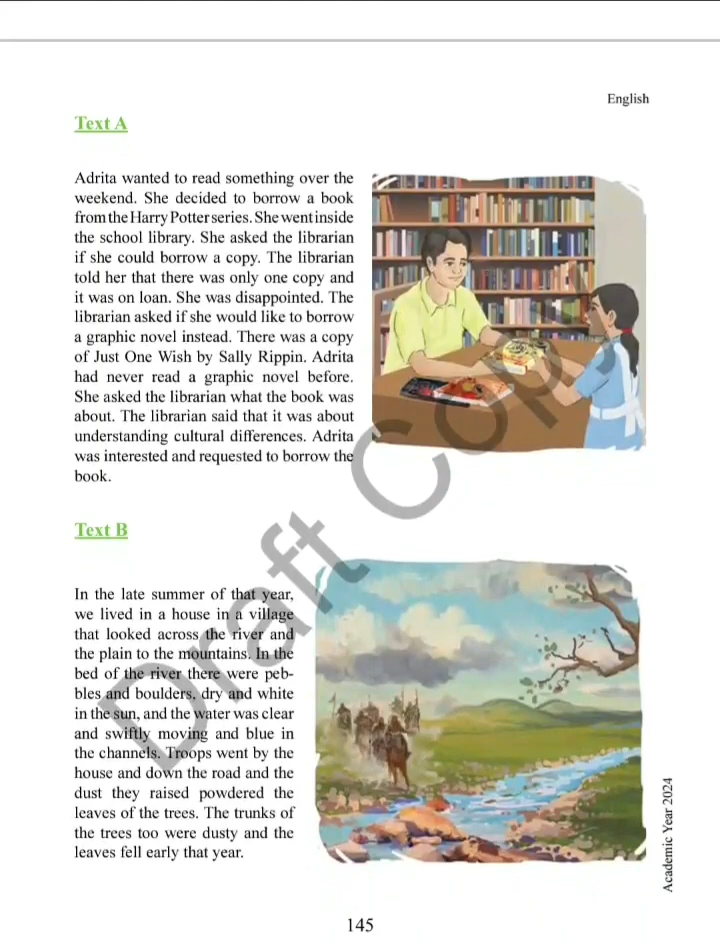 English
Text A
Adrita wanted to read something over the
weekend. She decided to borrow a book
from the Harry Potter series. She went inside
the school library. She asked the librarian
if she could borrow a copy. The librarian
told her that there was only one copy and
it was on loan. She was disappointed. The
librarian asked if she would like to borrow
a graphic novel instead. There was a copy
of Just One Wish by Sally Rippin. Adrita
had never read a graphic novel before.
She asked the librarian what the book was
about. The librarian said that it was about
understanding cultural differences. Adrita
was interested and requested to borrow the
book.
Text B
In the late summer of that year,
we lived in a house in a village
that looked across the river and
the plain to the mountains. In the
bed of the river there were peb-
bles and boulders, dry and white
in the sun, and the water was clear
and swiftly moving and blue in
the channels. Troops went by the
house and down the road and the
dust they raised powdered the
leaves of the trees. The trunks of
the trees too were dusty and the
leaves fell early that year.
Draft Copy
Academic Year 2024
145